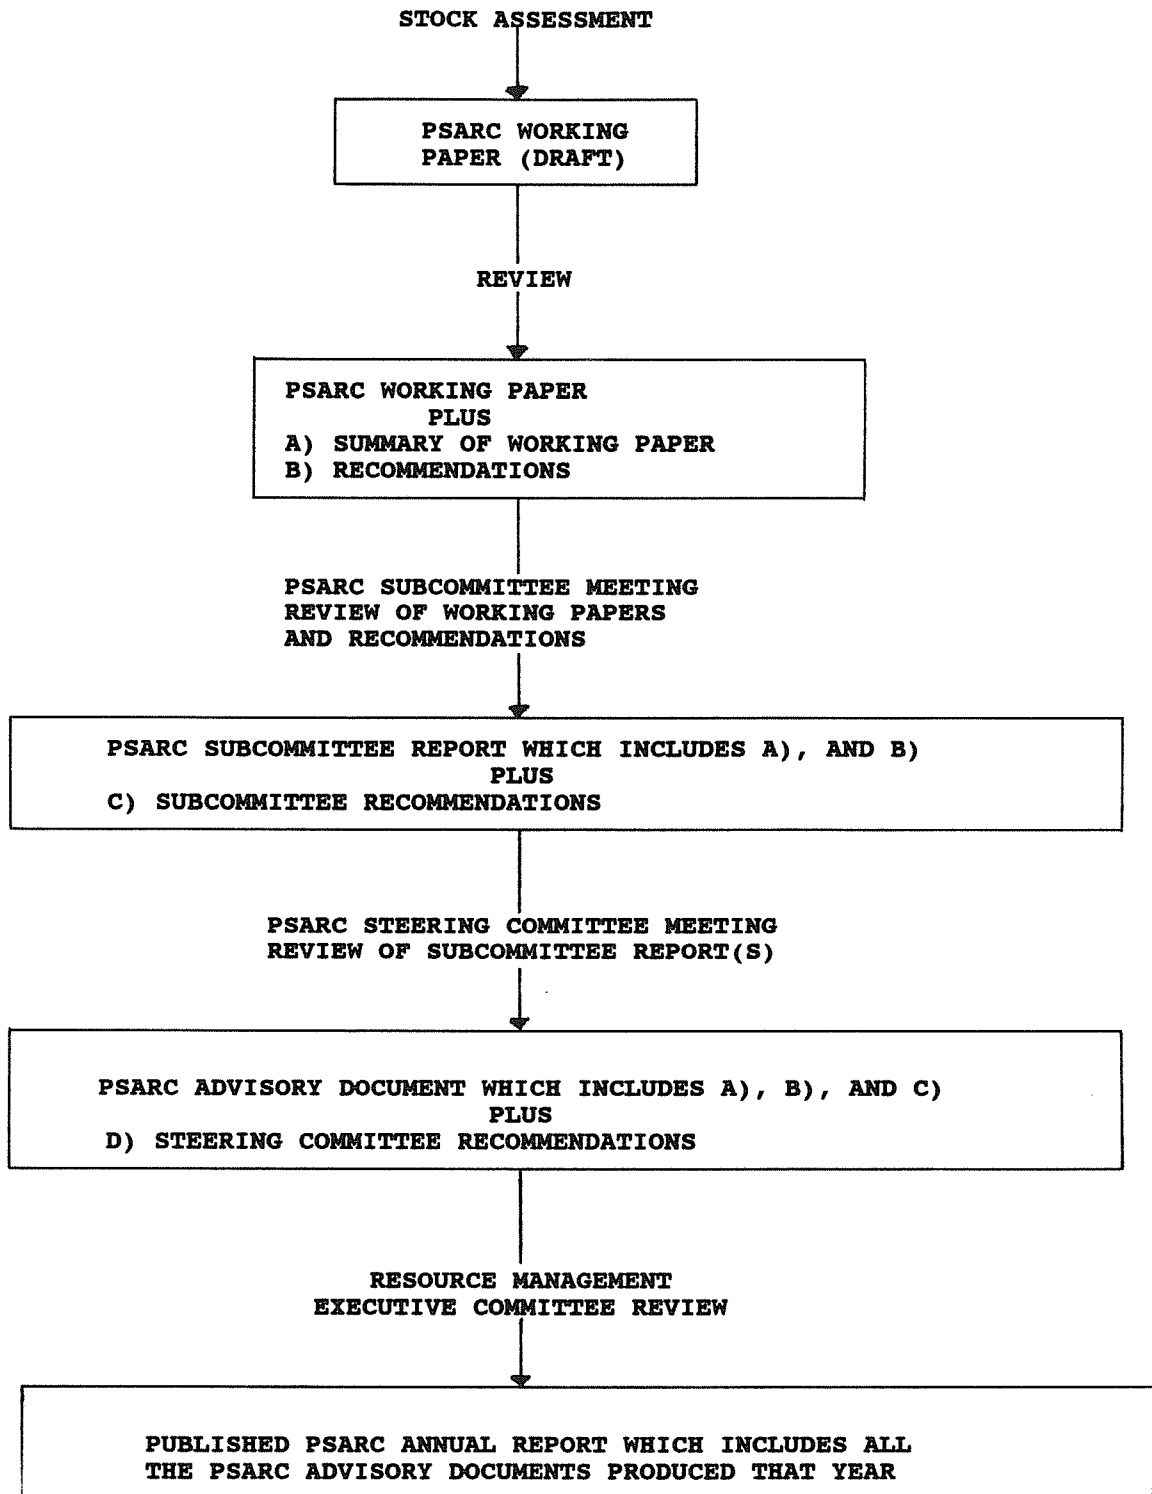 STOCK ASSESSMENT
PSARC WORKING
PAPER (DRAFT)
REVIEW
PSARC WORKING PAPER
PLUS
A) SUMMARY OF WORKING PAPER
B) RECOMMENDATIONS
PSARC SUBCOMMITTEE MEETING
REVIEW OF WORKING PAPERS
AND RECOMMENDATIONS
PSARC SUBCOMMITTEE REPORT WHICH INCLUDES A), AND B)
PLUS
C) SUBCOMMITTEE RECOMMENDATIONS
PSARC STEERING COMMITTEE MEETING
REVIEW OF SUBCOMMITTEE REPORT(S)
PSARC ADVISORY DOCUMENT WHICH INCLUDES A), B), AND C)
PLUS
D) STEERING COMMITTEE RECOMMENDATIONS
RESOURCE MANAGEMENT
EXECUTIVE COMMITTEE REVIEW
PUBLISHED PSARC ANNUAL REPORT WHICH INCLUDES ALL
THE PSARC ADVISORY DOCUMENTS PRODUCED THAT YEAR